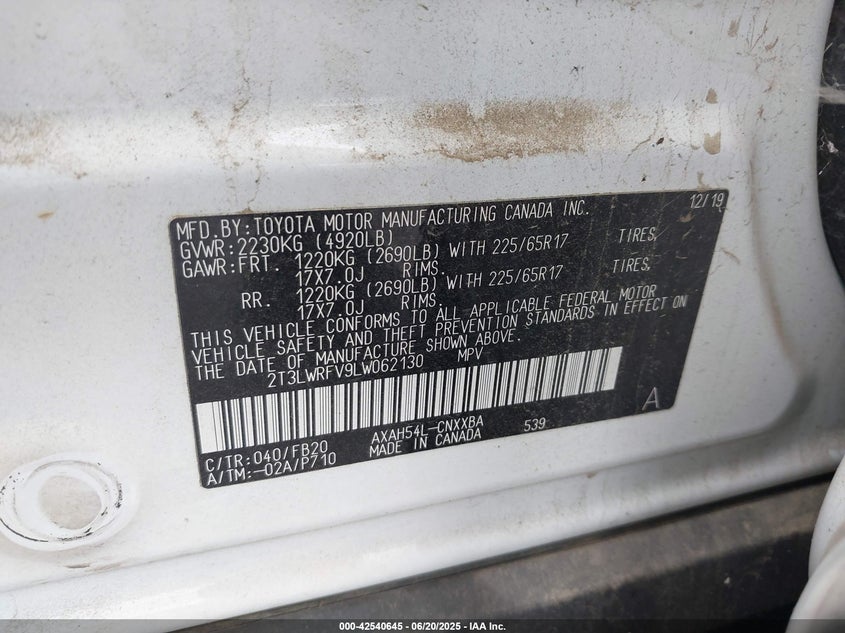 MFD.BY:TOYOTA MOTOR MANUFACTURING CANADA INC. 12/19
GVWR:2230KG (4920LB)
GAWR:FRT. 1220KG (2690LB) WITH 225/65R17 TIRES,
17X7.0J RIMS.
RR. 1220KG (2690LB) WITH 225/65R17 TIRES,
17X7.0J RIMS.
THIS VEHICLE CONFORMS TO ALL APPLICABLE FEDERAL MOTOR
VEHICLE SAFETY AND THEFT PREVENTION STANDARDS IN EFFECT ON
THE DATE OF MANUFACTURE SHOWN ABOVE.
2T3LWRFV9LW062130 MPV
A
C/TR:040/FB20 AXAH54L-CNXXBA 539
A/TM:-02A/P710 MADE IN CANADA
000-42540645 | 06/20/2025 | IAA Inc.